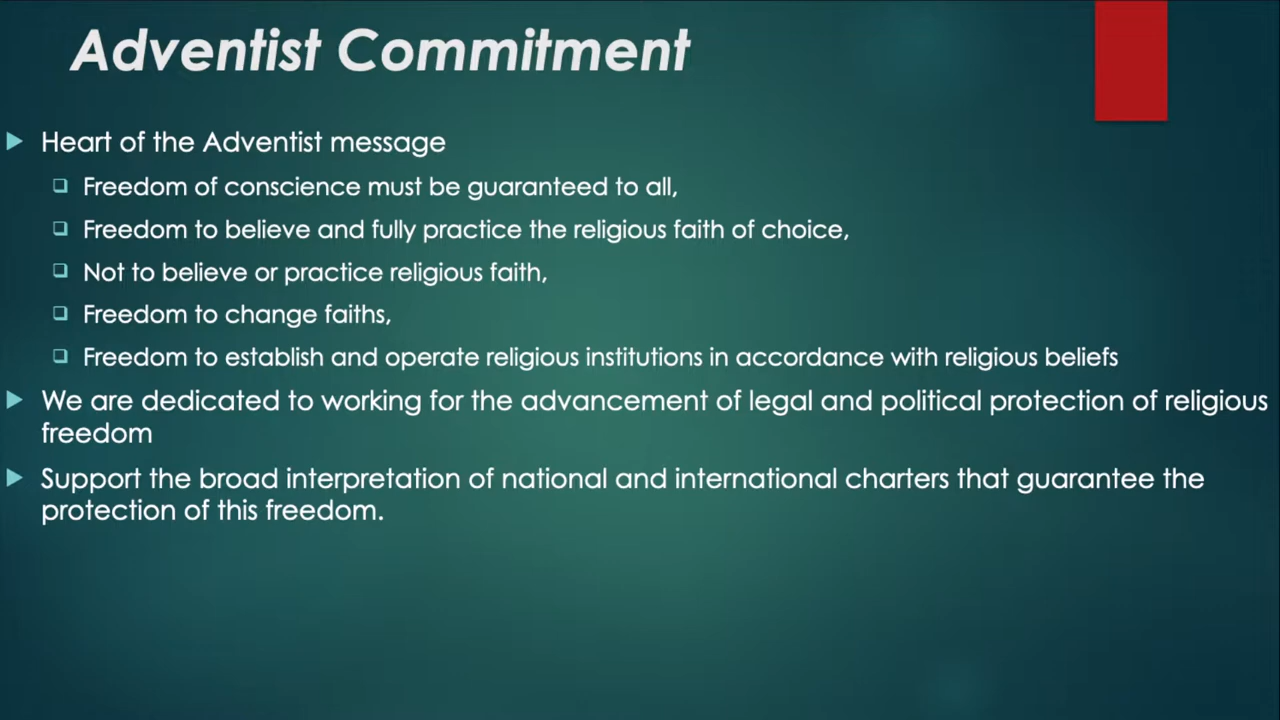 Adventist Commitment
Heart of the Adventist message
Freedom of conscience must be guaranteed to all,
Freedom to believe and fully practice the religious faith of choice,
Not to believe or practice religious faith,
Freedom to change faiths,
Freedom to establish and operate religious institutions in accordance with religious beliefs
We are dedicated to working for the advancement of legal and political protection of religious
freedom
Support the broad interpretation of national and international charters that guarantee the
protection of this freedom.